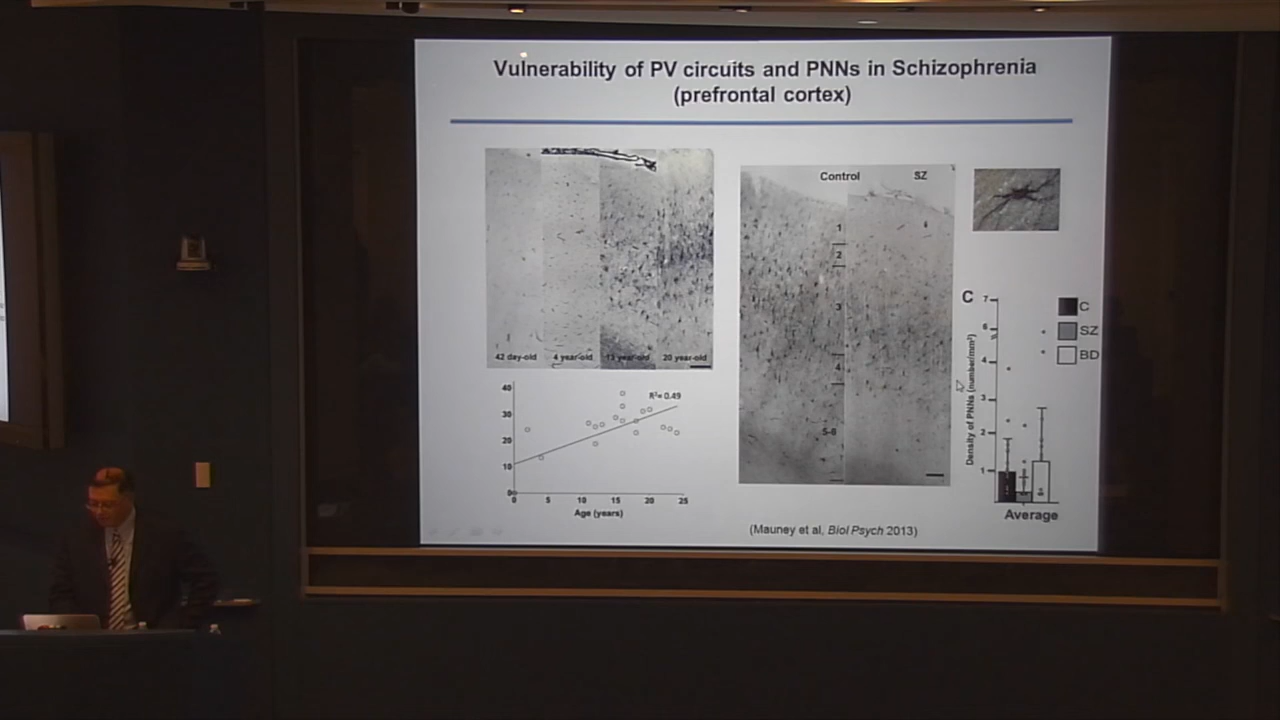 Vulnerability of PV circuits and PNNs in Schizophrenia
(prefrontal cortex)
42 day-old 4 year-old year-old 20 year-old
Control SZ
1
2
3
4
5-6
R²= 0.49
40
30
20
10
0
0 5 10 15 20 25
Age (years)
C
7
6
4
3
2
1
Density of PNNs (number/mm²)
C
SZ
BD
Average
(Mauney et al, Biol Psych 2013)